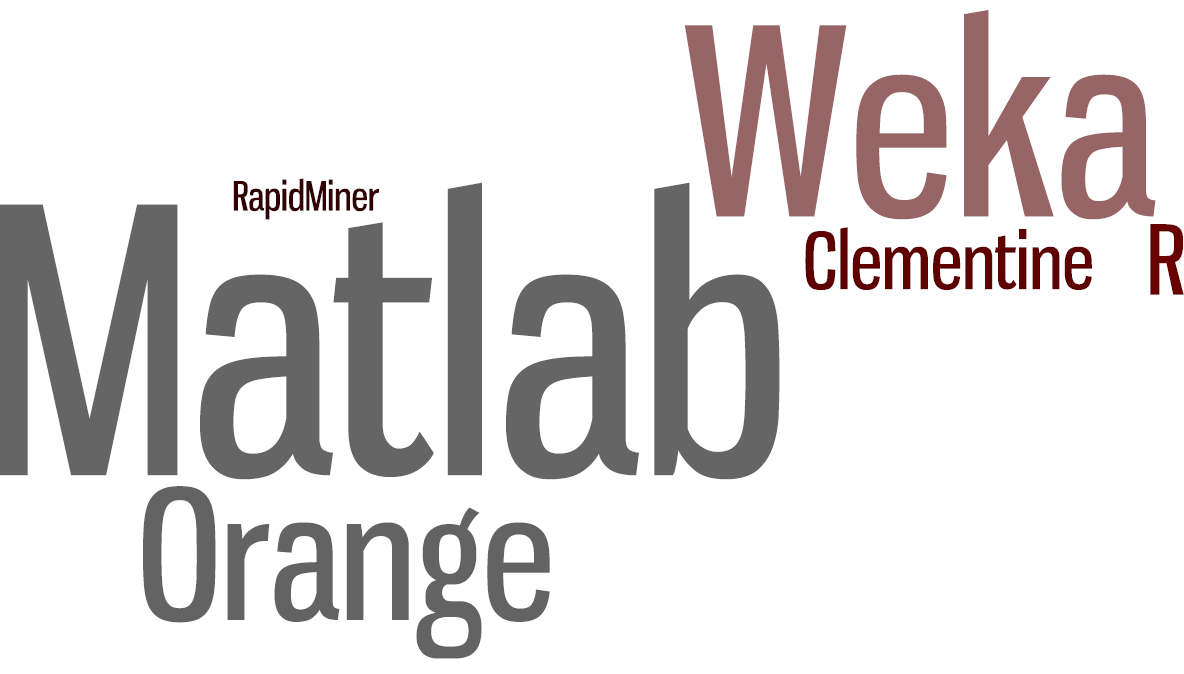 Weka
RapidMiner
Matlab
Clementine
R
Orange